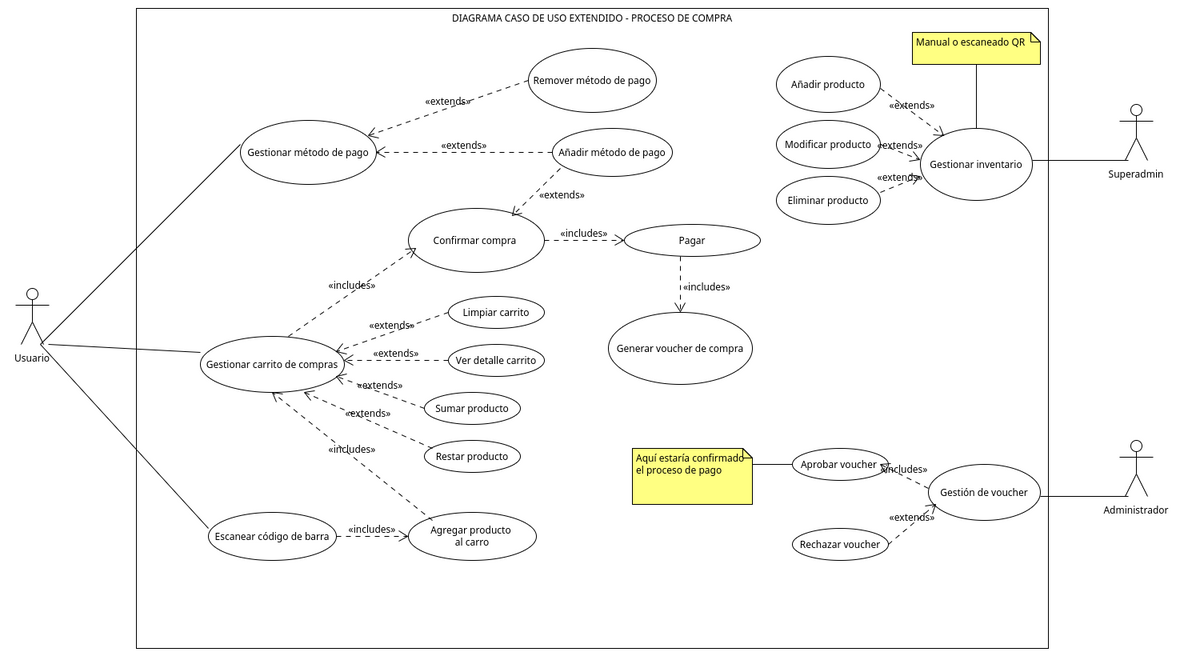 DIAGRAMA CASO DE USO EXTENDIDO - PROCESO DE COMPRA
Manual o escaneado QR
Remover método de pago
Añadir producto
«extends»
«extends»
Gestionar método de pago
«extends»
Añadir método de pago
Modificar producto
«extends»
Gestionar inventario
Superadmin
«extends»
Eliminar producto
«extends»
Confirmar compra
«includes»
Pagar
«includes»
«includes»
Limpiar carrito
«extends»
Usuario
Gestionar carrito de compras
«extends»
Ver detalle carrito
Generar voucher de compra
«extends»
Sumar producto
«extends»
Restar producto
«includes»
Aquí estaría confirmado
el proceso de pago
Aprobar voucher
«includes»
Gestión de voucher
Administrador
«extends»
Rechazar voucher
Escanear código de barra
«includes»
Agregar producto
al carro